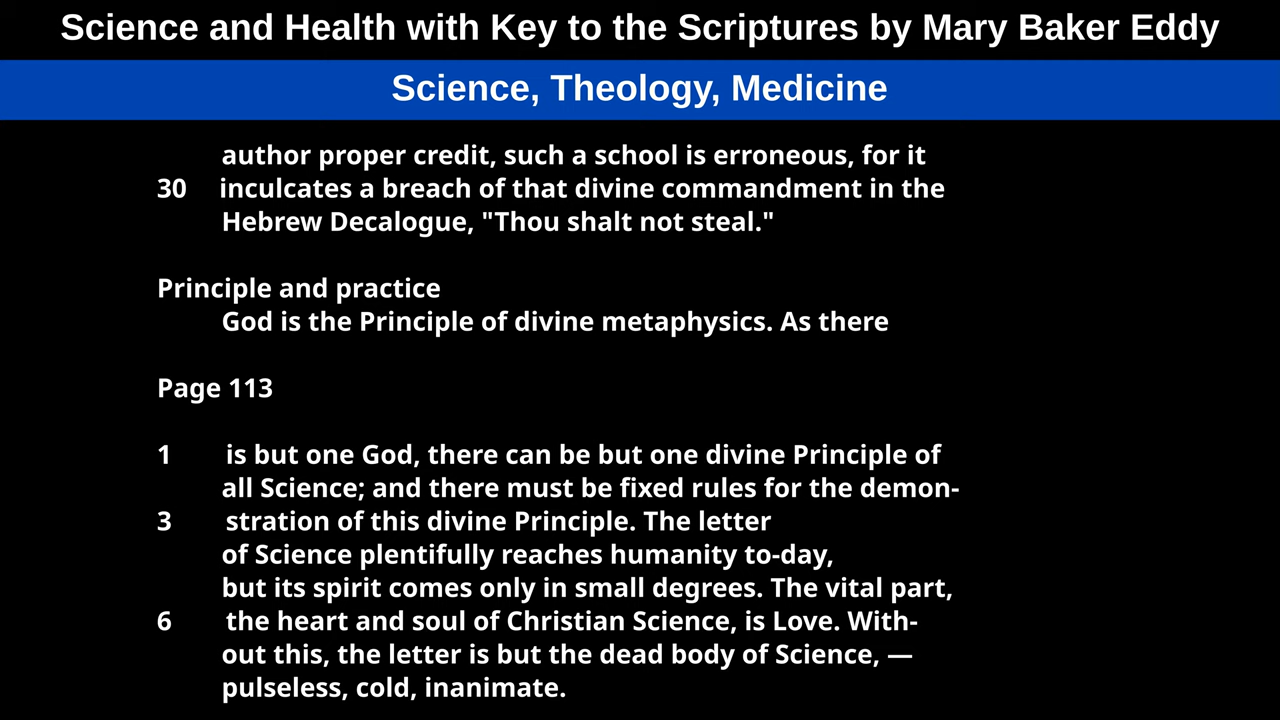 Science and Health with Key to the Scriptures by Mary Baker Eddy
Science, Theology, Medicine
author proper credit, such a school is erroneous, for it
30 inculcates a breach of that divine commandment in the
Hebrew Decalogue, "Thou shalt not steal."
Principle and practice
God is the Principle of divine metaphysics. As there
Page 113
1 is but one God, there can be but one divine Principle of
all Science; and there must be fixed rules for the demon-
3 stration of this divine Principle. The letter
of Science plentifully reaches humanity to-day,
but its spirit comes only in small degrees. The vital part,
6 the heart and soul of Christian Science, is Love. With-
out this, the letter is but the dead body of Science, —
pulseless, cold, inanimate.